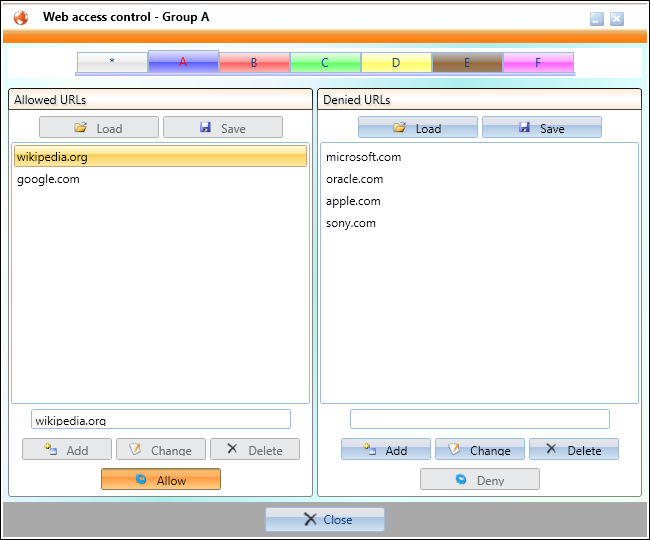 Web access control - Group A
* A B C D E F
Allowed URLs
Load Save
wikipedia.org
google.com
wikipedia.org
Add Change Delete
Allow
Denied URLs
Load Save
microsoft.com
oracle.com
apple.com
sony.com
Add Change Delete
Deny
Close